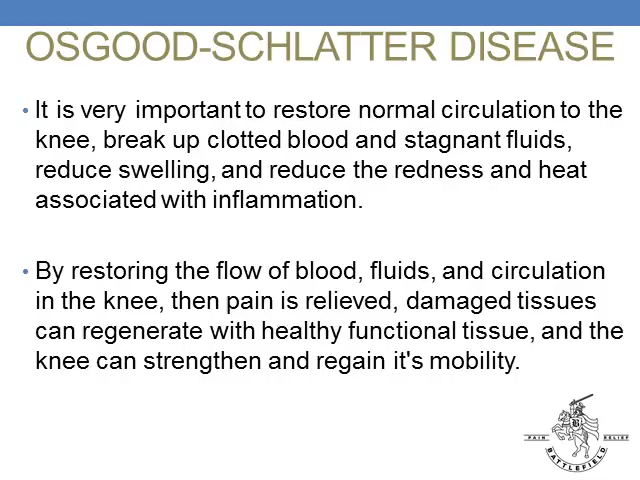 OSGOOD-SCHLATTER DISEASE
• It is very important to restore normal circulation to the
knee, break up clotted blood and stagnant fluids,
reduce swelling, and reduce the redness and heat
associated with inflammation.
• By restoring the flow of blood, fluids, and circulation
in the knee, then pain is relieved, damaged tissues
can regenerate with healthy functional tissue, and the
knee can strengthen and regain it's mobility.
B
PAIN RELIEF
BATTLEFIELD